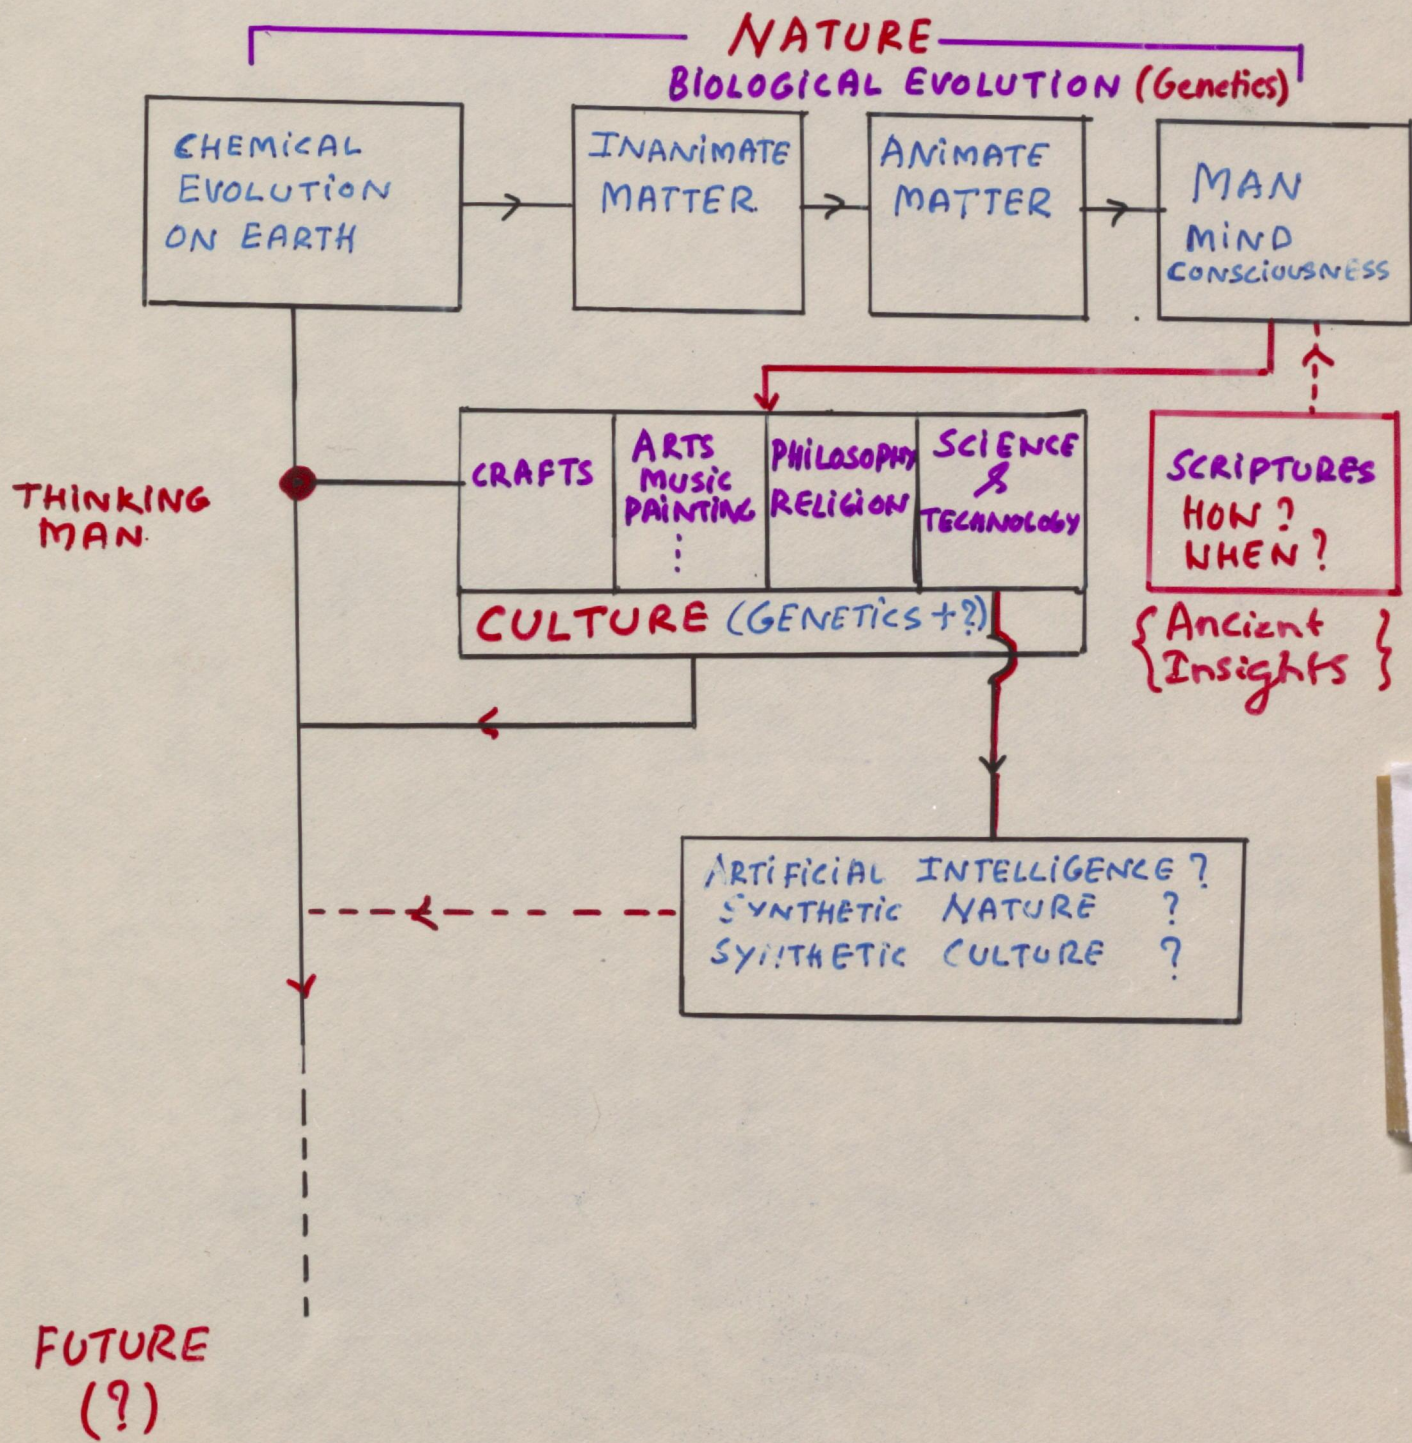 NATURE
BIOLOGICAL EVOLUTION (Genetics)
CHEMICAL
EVOLUTION
ON EARTH
INANIMATE
MATTER
ANIMATE
MATTER
MAN
MIND
CONSCIOUSNESS
THINKING
MAN
CRAFTS
ARTS
MUSIC
PAINTING
PHILOSOPHY
RELIGION
SCIENCE
&
TECHNOLOGY
CULTURE (GENETICS + ?)
SCRIPTURES
HOW ?
WHEN ?
{Ancient
Insights}
ARTIFICIAL INTELLIGENCE ?
SYNTHETIC NATURE ?
SYNTHETIC CULTURE ?
FUTURE
(?)